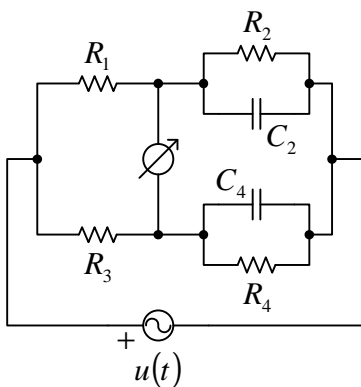 R₂
R₁
C₂
C₄
R₃
R₄
+
u(t)